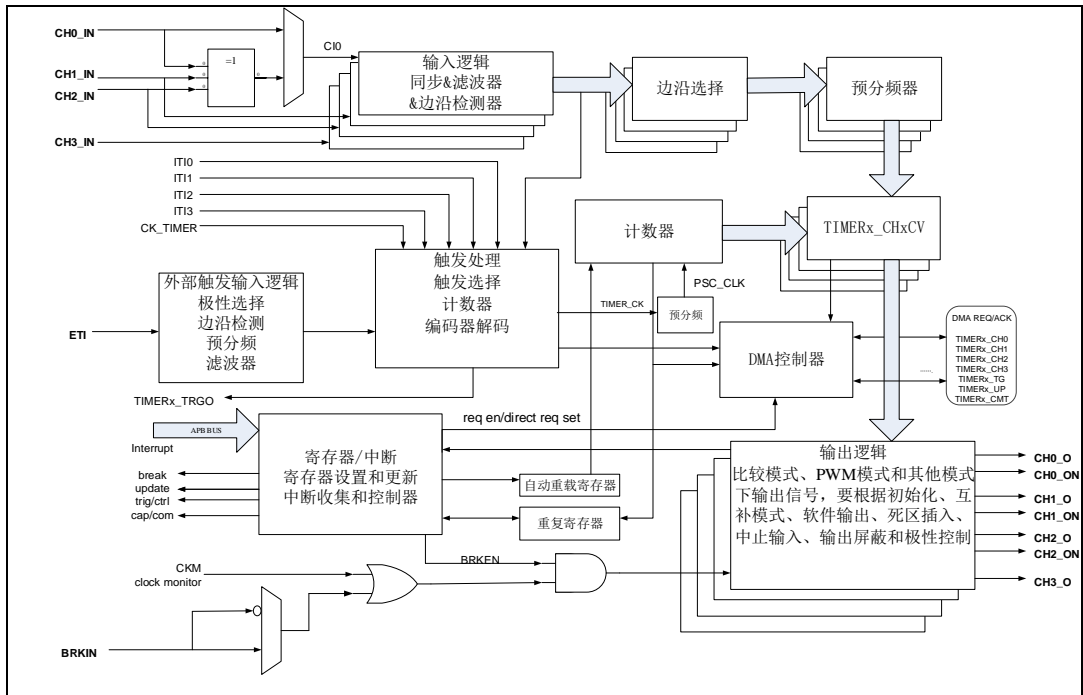 CH0_IN
CH1_IN
CH2_IN
CH3_IN
=1
CI0
输入逻辑
同步&滤波器
&边沿检测器
边沿选择
预分频器
ITI0
ITI1
ITI2
ITI3
CK_TIMER
计数器
TIMERx_CHxCV
外部触发输入逻辑
极性选择
边沿检测
预分频
滤波器
ETI
触发处理
触发选择
计数器
编码器解码
TIMER_CK
PSC_CLK
预分频
DMA控制器
DMA REQ/ACK
TIMERx_CH0
TIMERx_CH1
TIMERx_CH2
TIMERx_CH3
TIMERx_TG
TIMERx_UP
TIMERx_CMT
......
TIMERx_TRGO
req en/direct req set
APB BUS
Interrupt
break
update
trig/ctrl
cap/com
寄存器/中断
寄存器设置和更新
中断收集和控制器
自动重载寄存器
重复寄存器
输出逻辑
比较模式、PWM模式和其他模式
下输出信号，要根据初始化、互
补模式、软件输出、死区插入、
中止输入、输出屏蔽和极性控制
CH0_O
CH0_ON
CH1_O
CH1_ON
CH2_O
CH2_ON
CH3_O
BRKEN
CKM
clock monitor
BRKIN